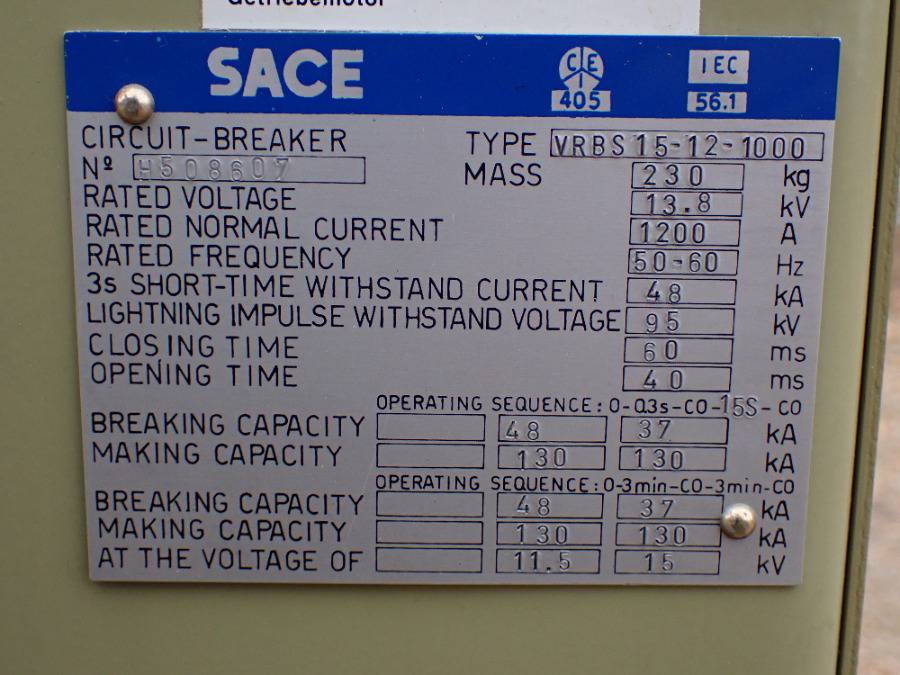 Getriebemotor
SACE
CEI 405
IEC 56.1
CIRCUIT-BREAKER TYPE VRBS 15-12-1000
Nº H508607 MASS 230 kg
RATED VOLTAGE 13.8 kV
RATED NORMAL CURRENT 1200 A
RATED FREQUENCY 50-60 Hz
3s SHORT-TIME WITHSTAND CURRENT 48 kA
LIGHTNING IMPULSE WITHSTAND VOLTAGE 95 kV
CLOSING TIME 60 ms
OPENING TIME 40 ms
OPERATING SEQUENCE: O-0.3s-CO-15S-CO
BREAKING CAPACITY 48 37 kA
MAKING CAPACITY 130 130 kA
OPERATING SEQUENCE: O-3min-CO-3min-CO
BREAKING CAPACITY 48 37 kA
MAKING CAPACITY 130 130 kA
AT THE VOLTAGE OF 11.5 15 kV